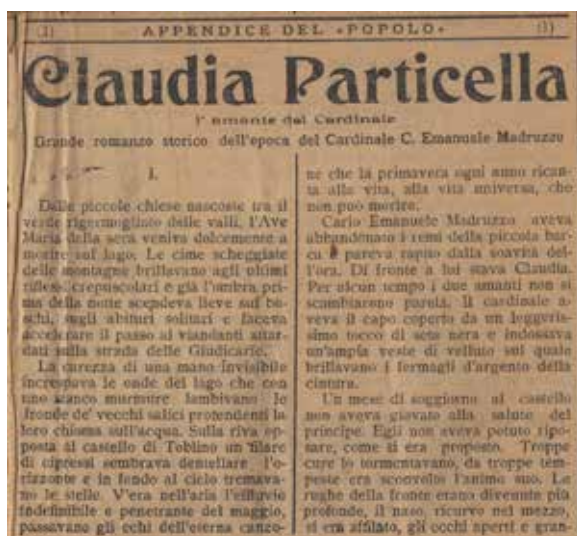 (1) APPENDICE DEL «POPOLO» (1)
Claudia Particella
l'amante del Cardinale
Grande romanzo storico dell'epoca del Cardinale C. Emanuele Madruzzo
I.
Dalle piccole chiese nascoste tra il
verde rigermogliato delle valli, l'Ave
Maria della sera veniva dolcemente a
morire sul lago. Le cime scheggiate
delle montagne brillavano agli ultimi
riflessi crepuscolari e già l'ombra pri-
ma della notte scendeva lieve sui bo-
schi, sugli abituri solitari e faceva
accelerare il passo ai viandanti attar-
dati sulla strada delle Giudicarie.
La carezza di una mano invisibile
increspava le onde del lago che con
uno stanco mormure lambivano le
fronde de' vecchi salici protendenti la
loro chioma sull'acqua. Sulla riva op-
posta al castello di Toblino un filare
di cipressi sembrava dentellare l'o-
rizzonte e in fondo al cielo tremava-
no le stelle. V'era nell'aria l'effluvio
indefinibile e penetrante del maggio,
passavano gli echi dell'eterna canzo-
ne che la primavera ogni anno rican-
ta alla vita, alla vita universa, che
non può morire.
Carlo Emanuele Madruzzo aveva
abbandonato i remi della piccola bar-
ca e pareva rapito dalla soavità del-
l'ora. Di fronte a lui stava Claudia.
Per alcun tempo i due amanti non si
scambiarono parola. Il cardinale a-
veva il capo coperto da un leggeris-
simo tocco di seta nera e indossava
un'ampia veste di velluto sul quale
brillavano i fermagli d'argento della
cintura.
Un mese di soggiorno al castello
non aveva giovato alla salute del
principe. Egli non aveva potuto ripo-
sare, come si era proposto. Troppe
cure lo tormentavano, da troppe tem-
peste era sconvolto l'animo suo. Le
rughe della fronte erano divenute più
profonde, il naso, ricurvo nel mezzo,
si era affilato, gli occhi aperti e gran-